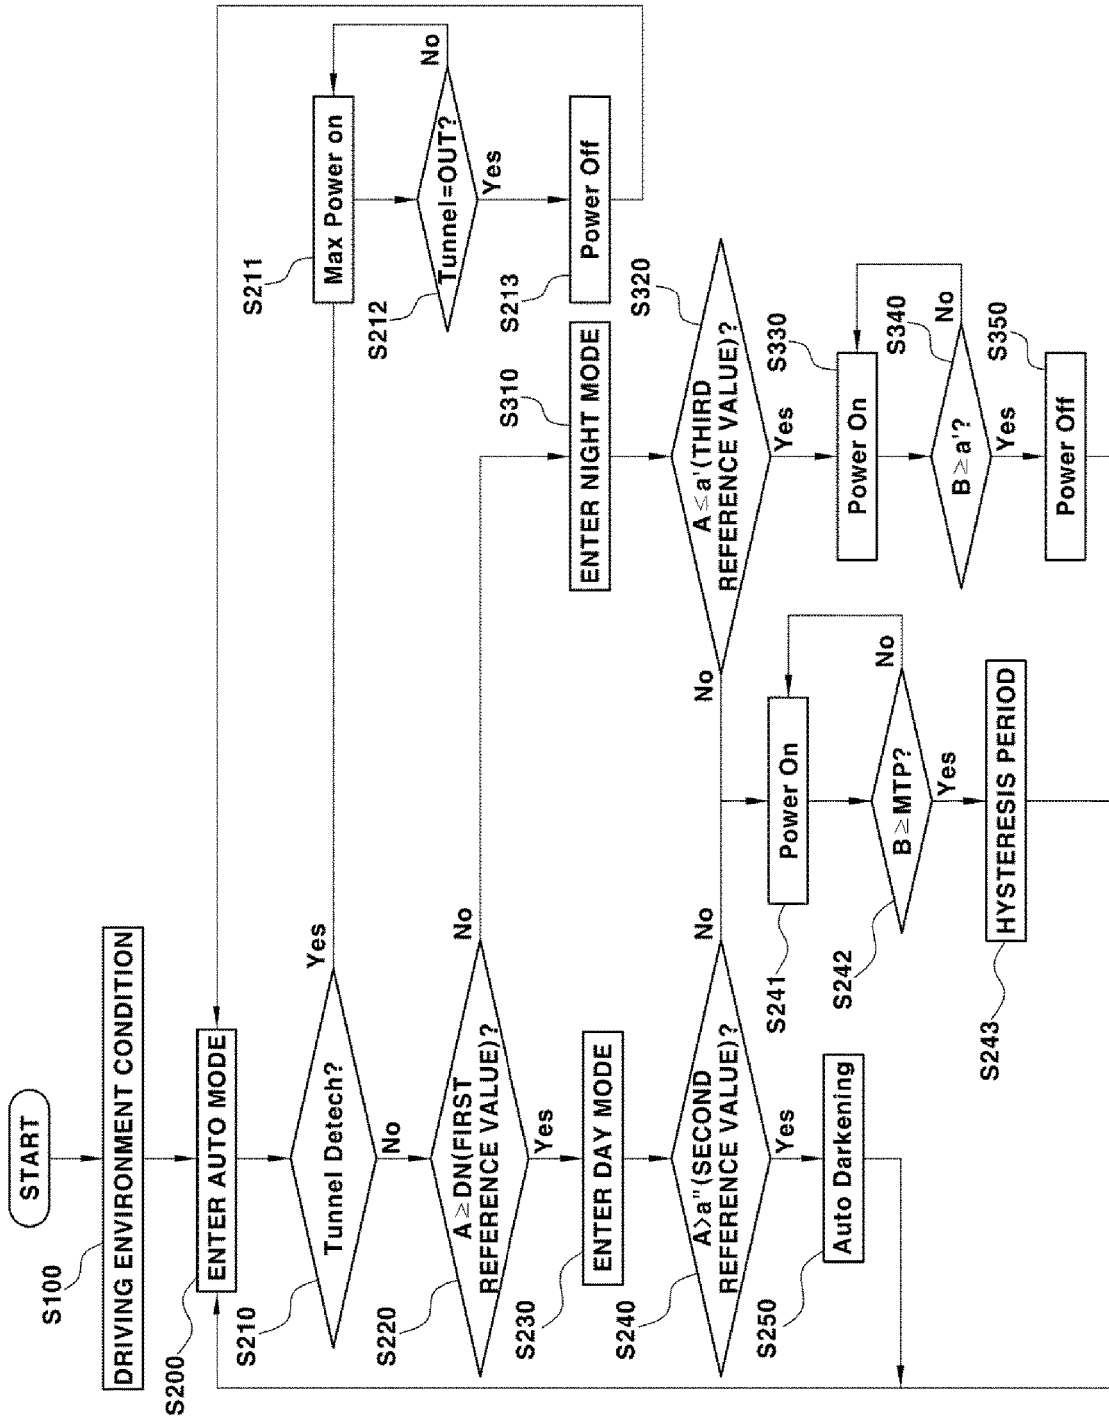 START
S100
DRIVING ENVIRONMENT CONDITION
S200
ENTER AUTO MODE
S210
Tunnel Detech?
Yes
No
S211
Max Power on
S212
Tunnel=OUT?
No
Yes
S213
Power Off
S220
A ≥ DN(FIRST
REFERENCE VALUE)?
No
Yes
S230
ENTER DAY MODE
S240
A>a"(SECOND
REFERENCE VALUE)?
No
Yes
S250
Auto Darkening
S241
Power On
S242
B≥MTP?
No
Yes
S243
HYSTERESIS PERIOD
S310
ENTER NIGHT MODE
S320
A ≤ a'(THIRD
REFERENCE VALUE)?
No
Yes
S330
Power On
S340
B ≥ a'?
No
Yes
S350
Power Off